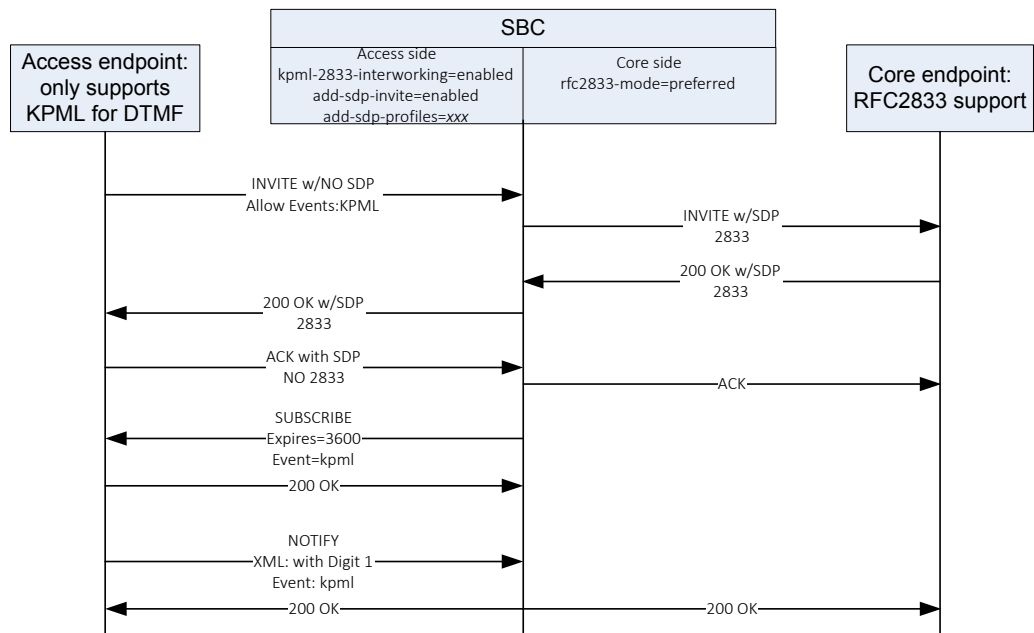 SBC
Access endpoint:
only supports
KPML for DTMF
Access side
kpml-2833-interworking=enabled
add-sdp-invite=enabled
add-sdp-profiles=xxx
Core side
rfc2833-mode=preferred
Core endpoint:
RFC2833 support
INVITE w/NO SDP
Allow Events:KPML
INVITE w/SDP
2833
200 OK w/SDP
2833
200 OK w/SDP
2833
ACK with SDP
NO 2833
ACK
SUBSCRIBE
Expires=3600
Event=kpml
200 OK
NOTIFY
XML: with Digit 1
Event: kpml
200 OK
200 OK